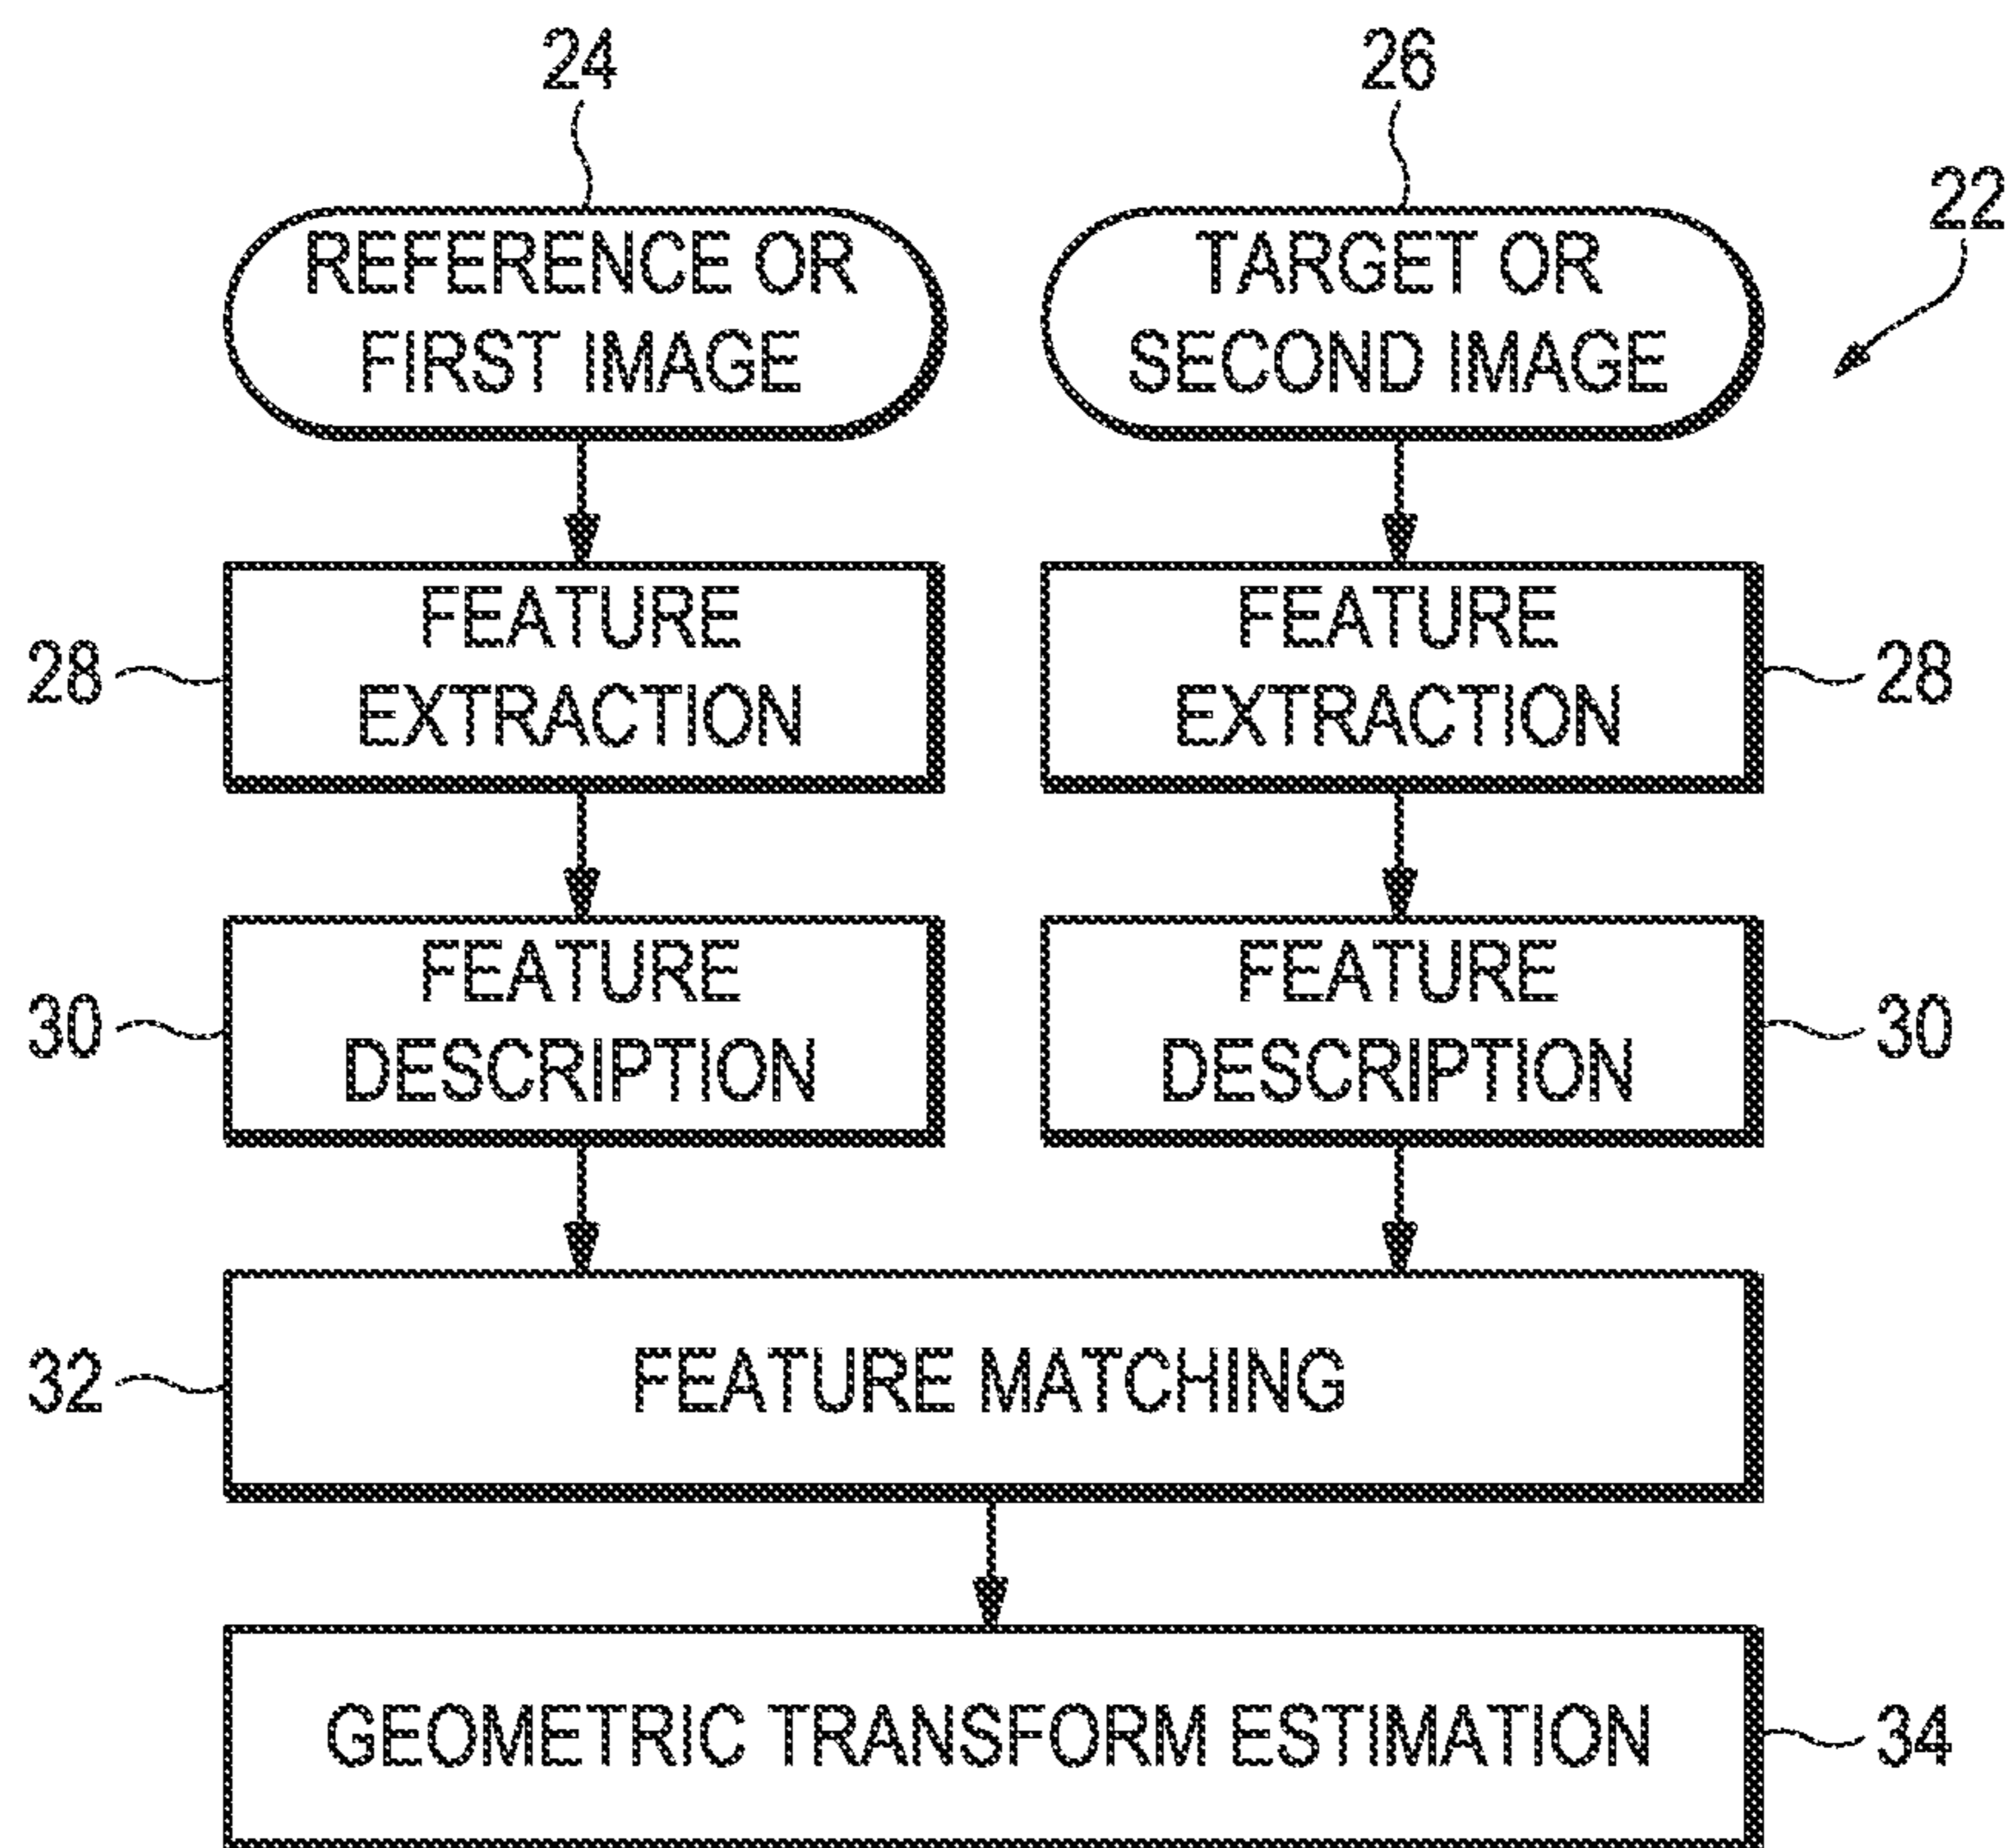 24
26
22
REFERENCE OR
FIRST IMAGE
TARGET OR
SECOND IMAGE
28
FEATURE
EXTRACTION
FEATURE
EXTRACTION
28
30
FEATURE
DESCRIPTION
FEATURE
DESCRIPTION
30
32
FEATURE MATCHING
GEOMETRIC TRANSFORM ESTIMATION
34